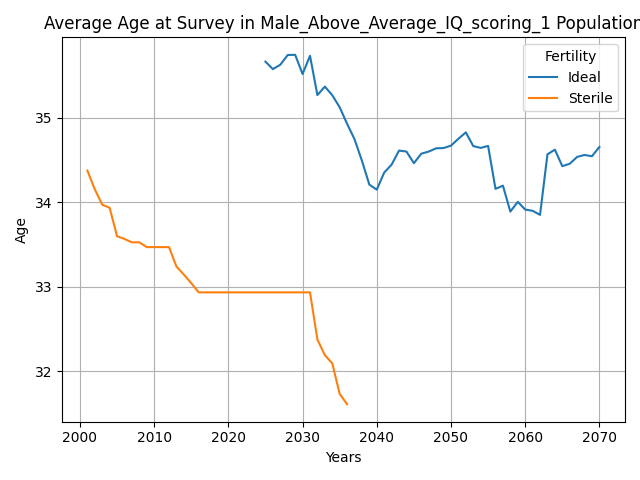 Average Age at Survey in Male_Above_Average_IQ_scoring_1 Population
Fertility
Ideal
Sterile
35
34
33
32
Age
2000 2010 2020 2030 2040 2050 2060 2070
Years